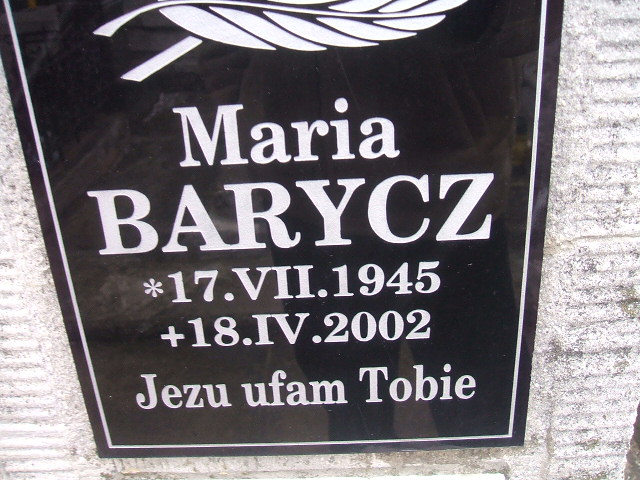 Maria
BARYCZ
*17.VII.1945
+18.IV.2002
Jezu ufam Tobie